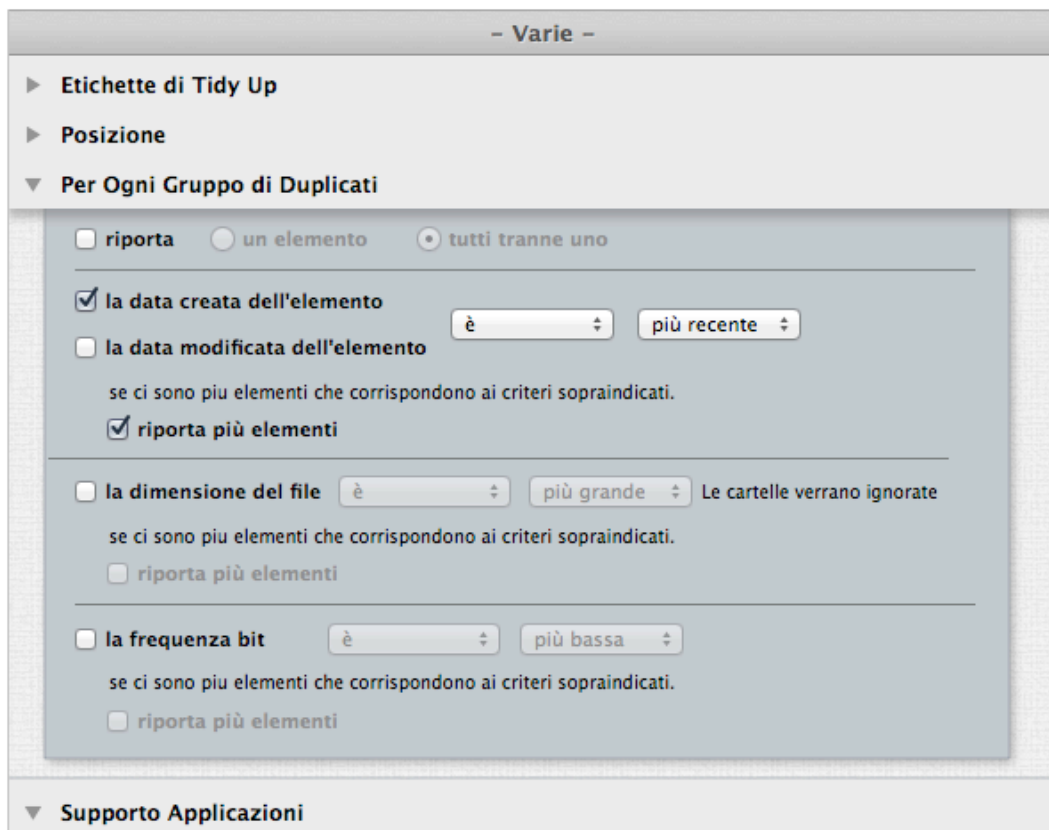 – Varie –
Etichette di Tidy Up
Posizione
Per Ogni Gruppo di Duplicati
riporta un elemento tutti tranne uno
la data creata dell'elemento
è più recente
la data modificata dell'elemento
se ci sono piu elementi che corrispondono ai criteri sopraindicati.
riporta più elementi
la dimensione del file è più grande Le cartelle verrano ignorate
se ci sono piu elementi che corrispondono ai criteri sopraindicati.
riporta più elementi
la frequenza bit è più bassa
se ci sono piu elementi che corrispondono ai criteri sopraindicati.
riporta più elementi
Supporto Applicazioni